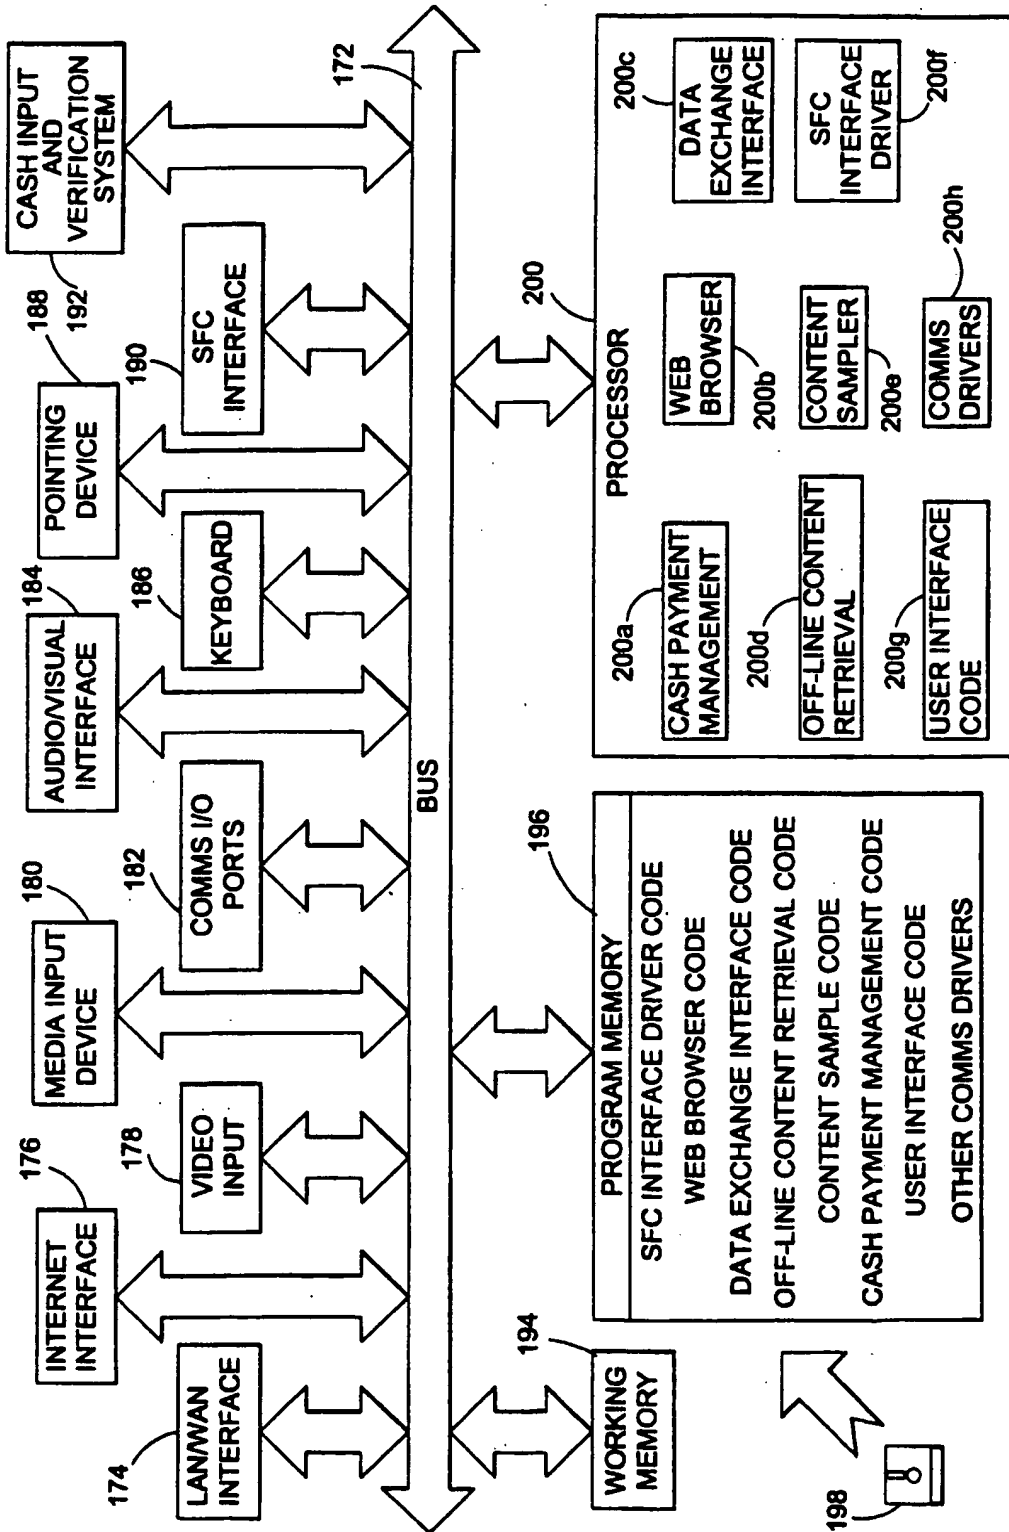 CASH INPUT
AND
VERIFICATION
SYSTEM
192
188
POINTING
DEVICE
190
SFC
INTERFACE
184
AUDIO/VISUAL
INTERFACE
186
KEYBOARD
180
MEDIA INPUT
DEVICE
182
COMMS I/O
PORTS
176
INTERNET
INTERFACE
178
VIDEO
INPUT
174
LAN/WAN
INTERFACE
172
BUS
194
WORKING
MEMORY
196
PROGRAM MEMORY
SFC INTERFACE DRIVER CODE
WEB BROWSER CODE
DATA EXCHANGE INTERFACE CODE
OFF-LINE CONTENT RETRIEVAL CODE
CONTENT SAMPLE CODE
CASH PAYMENT MANAGEMENT CODE
USER INTERFACE CODE
OTHER COMMS DRIVERS
198
200
PROCESSOR
200a
CASH PAYMENT
MANAGEMENT
WEB
BROWSER
200b
200c
DATA
EXCHANGE
INTERFACE
200d
OFF-LINE CONTENT
RETRIEVAL
CONTENT
SAMPLER
200e
SFC
INTERFACE
DRIVER
200f
200g
USER INTERFACE
CODE
COMMS
DRIVERS
200h